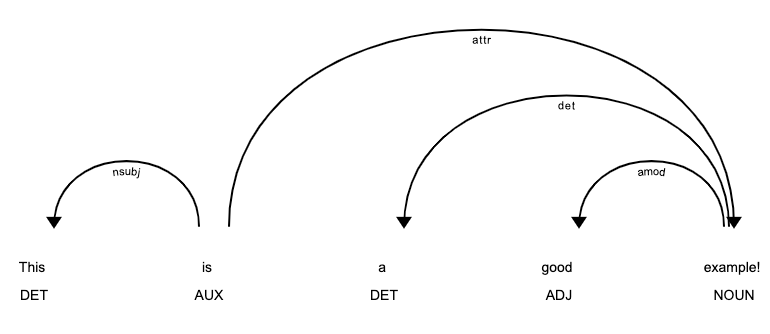 attr
det
nsubj
amod
This is a good example!
DET AUX DET ADJ NOUN